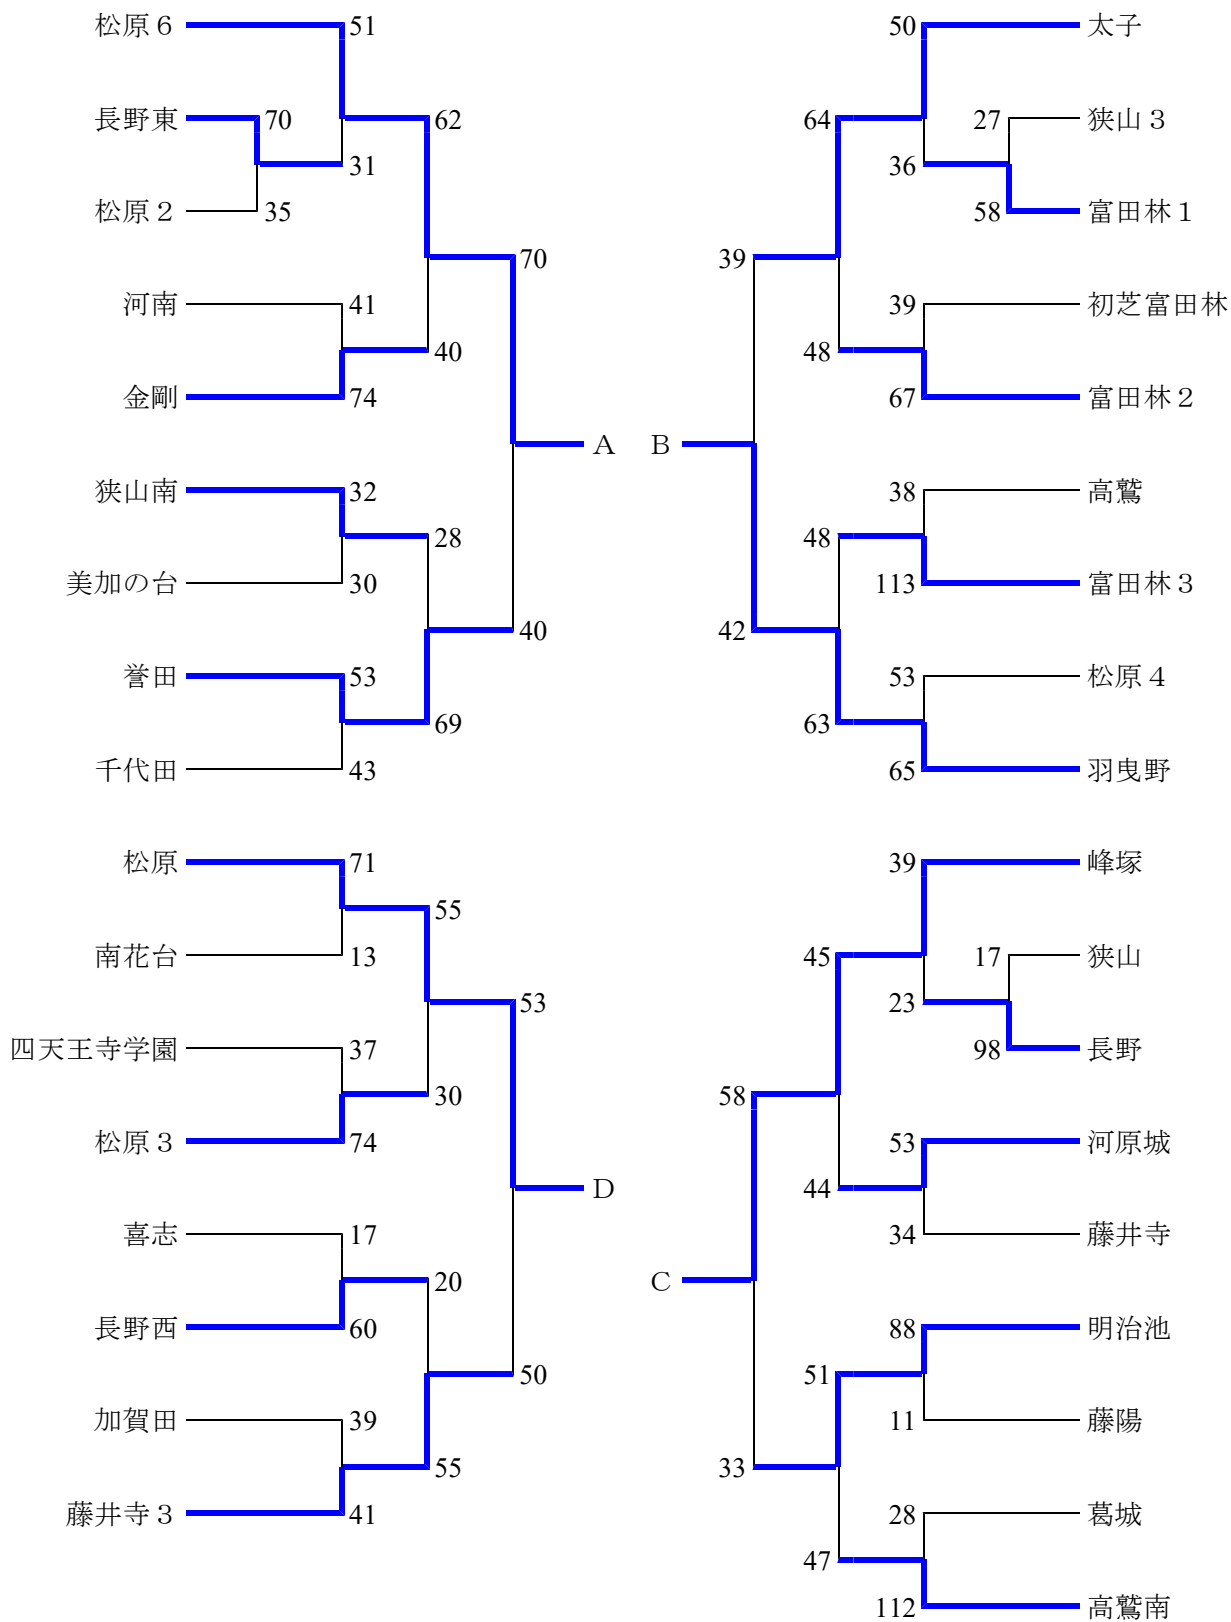 松原６ 51 50 太子
長野東 70 62 64 27 狭山３
31 36
松原２ 35 58 富田林１
70 39
河南 41 39 初芝富田林
40 48
金剛 74 67 富田林２
A B
狭山南 32 38 高鷲
28 48
美加の台 30 113 富田林３
40 42
誉田 53 53 松原４
69 63
千代田 43 65 羽曳野
松原 71 39 峰塚
55
南花台 13 45 17 狭山
53 23
四天王寺学園 37 98 長野
30 58
松原３ 74 53 河原城
D 44
喜志 17 34 藤井寺
20 C
長野西 60 88 明治池
50 51
加賀田 39 11 藤陽
55 33
藤井寺３ 41 28 葛城
47
112 高鷲南